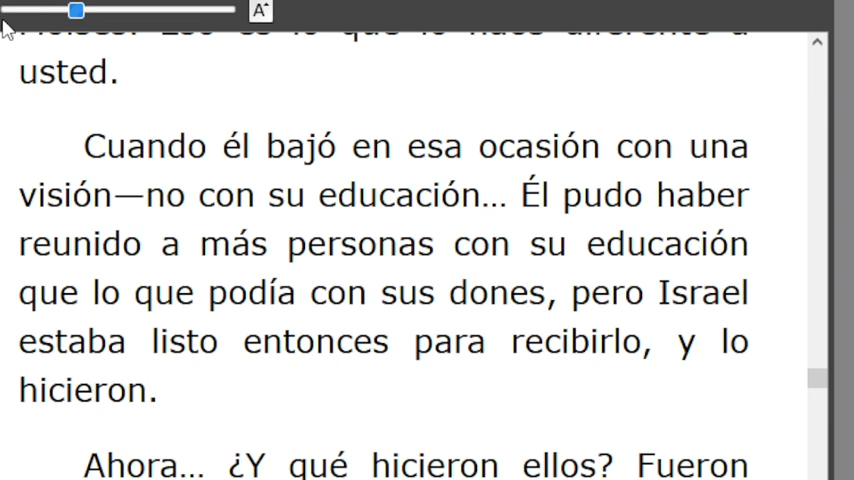 A
usted.
Cuando él bajó en esa ocasión con una
visión—no con su educación... Él pudo haber
reunido a más personas con su educación
que lo que podía con sus dones, pero Israel
estaba listo entonces para recibirlo, y lo
hicieron.
Ahora... ¿Y qué hicieron ellos? Fueron